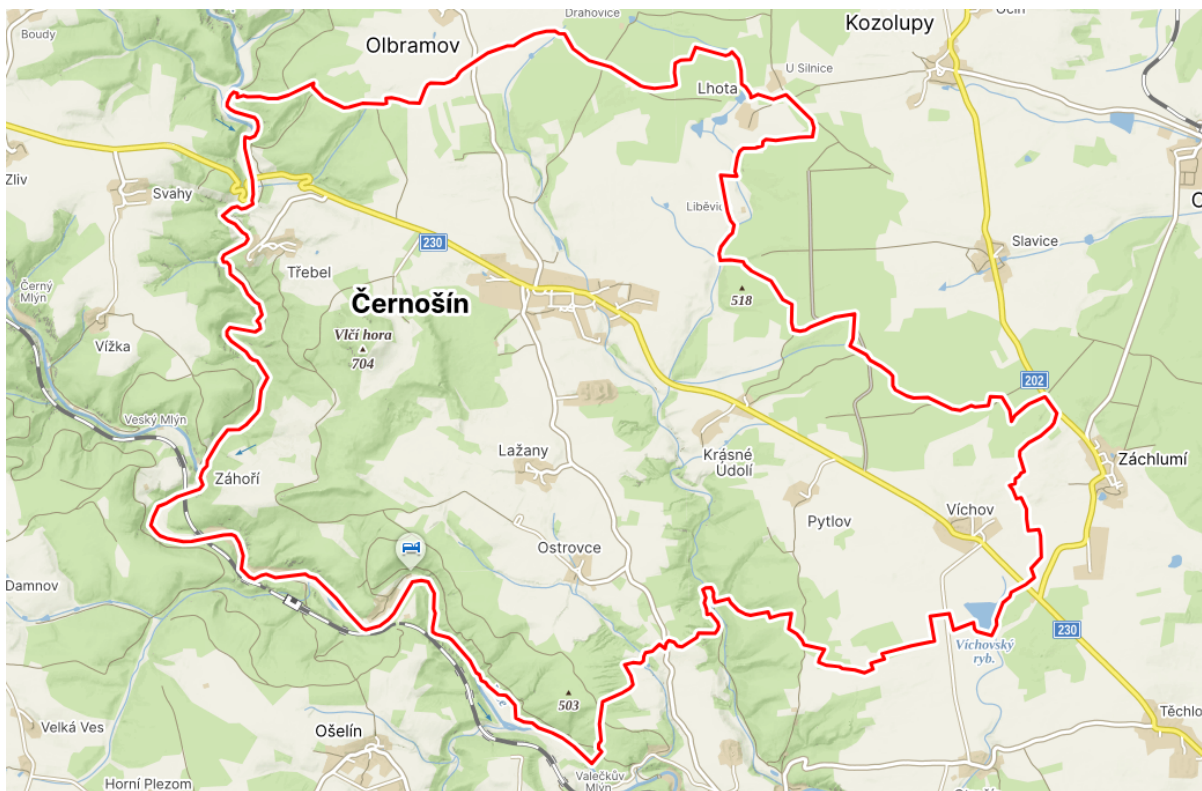 Drahovice
Boudy
Olbramov
Kozolupy
U Silnice
Lhota
Zliv
Svahy
Liběvic
230
Slavice
Třebel
Černý
Mlýn
518
Černošín
Vlčí hora
704
Vížka
202
Veský Mlýn
Lažany
Krásné
Údolí
Záchlumí
Záhoří
Pytlov
Víchov
Ostrovce
Damnov
Víchovský
ryb.
230
503
Velká Ves
Ošelín
Těchlo
Valečkův
Mlýn
Horní Plezom